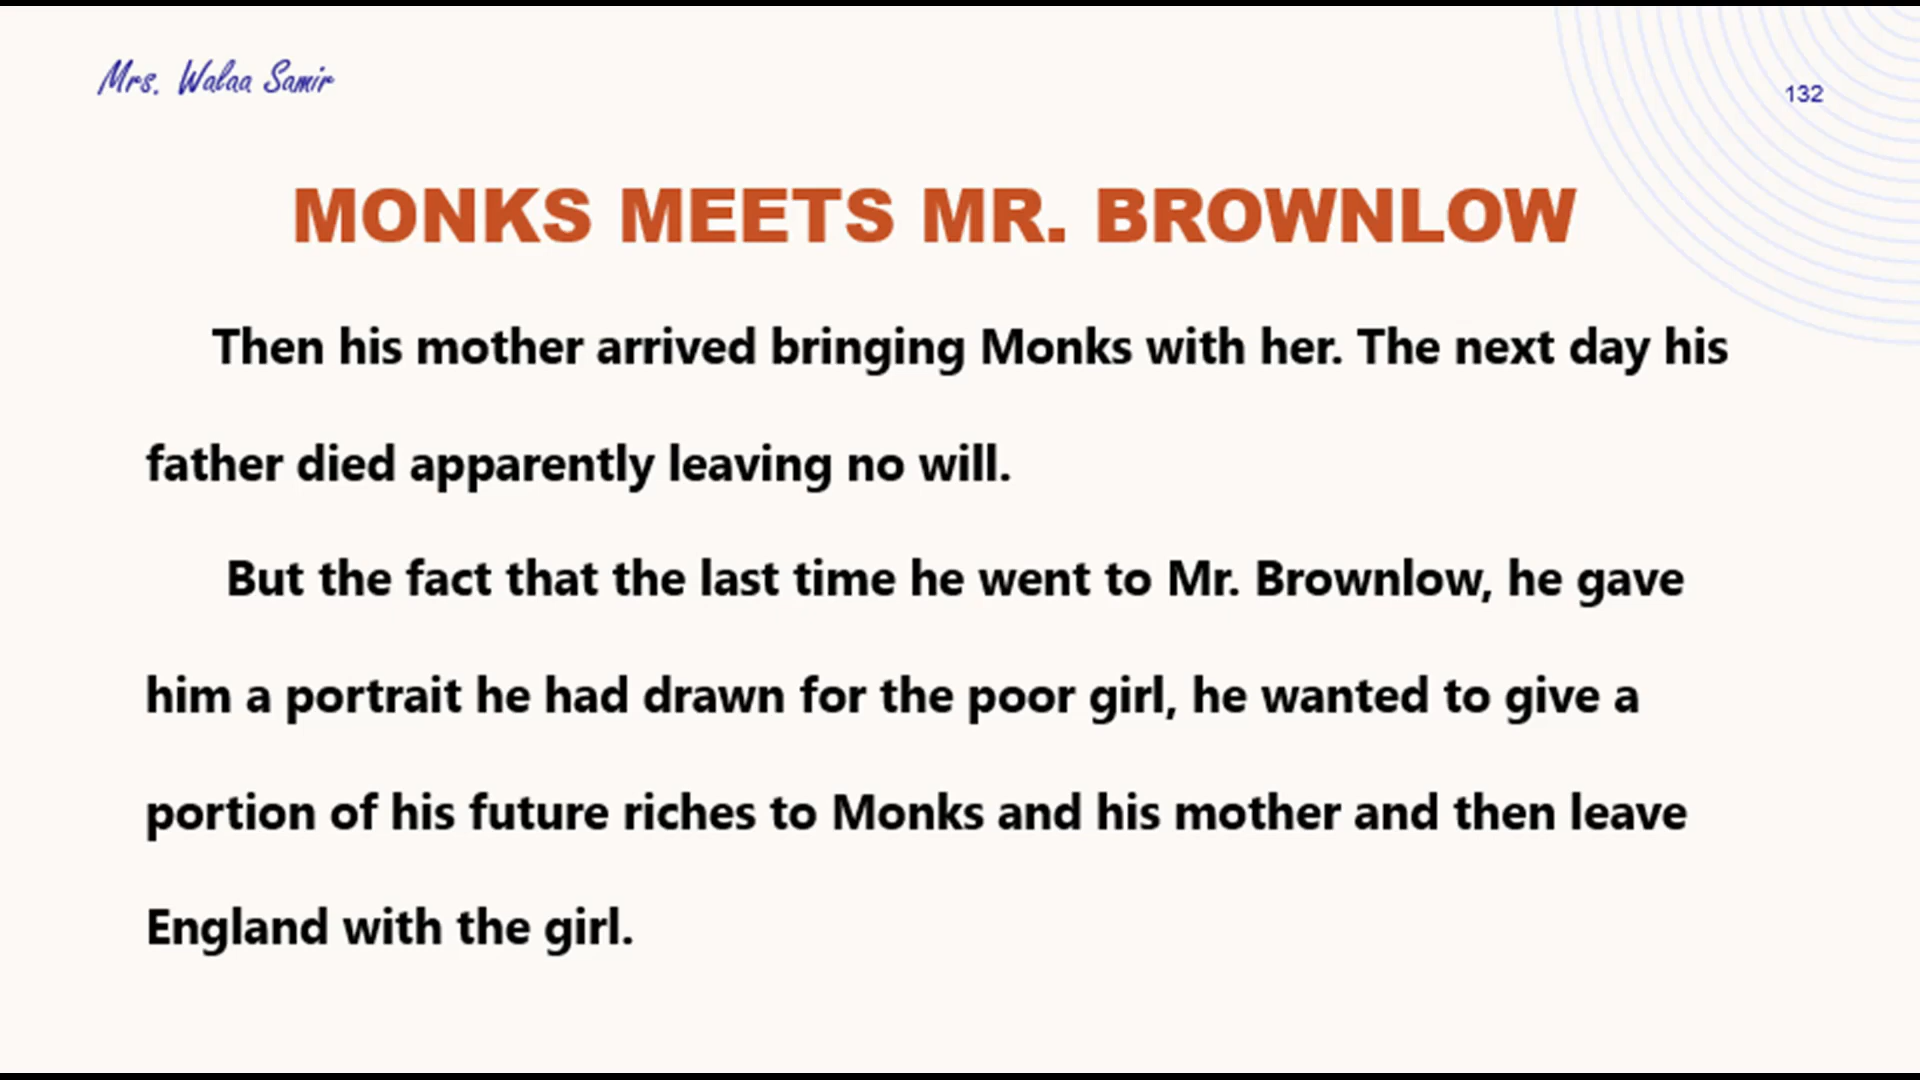 Mrs. Walaa Samir
132
MONKS MEETS MR. BROWNLOW
Then his mother arrived bringing Monks with her. The next day his
father died apparently leaving no will.
But the fact that the last time he went to Mr. Brownlow, he gave
him a portrait he had drawn for the poor girl, he wanted to give a
portion of his future riches to Monks and his mother and then leave
England with the girl.